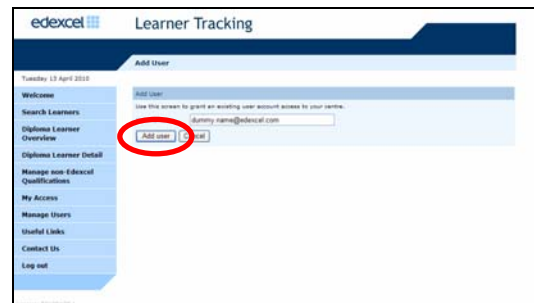 edexcel
Learner Tracking
Add User
Tuesday 13 April 2010
Welcome
Search Learners
Diploma Learner
Overview
Diploma Learner Detail
Manage non-Edexcel
Qualifications
My Access
Manage Users
Useful Links
Contact Us
Log out
Add User
Use this screen to grant an existing user account access to your centre.
dummy name@edexcel.com
Add user
Cancel